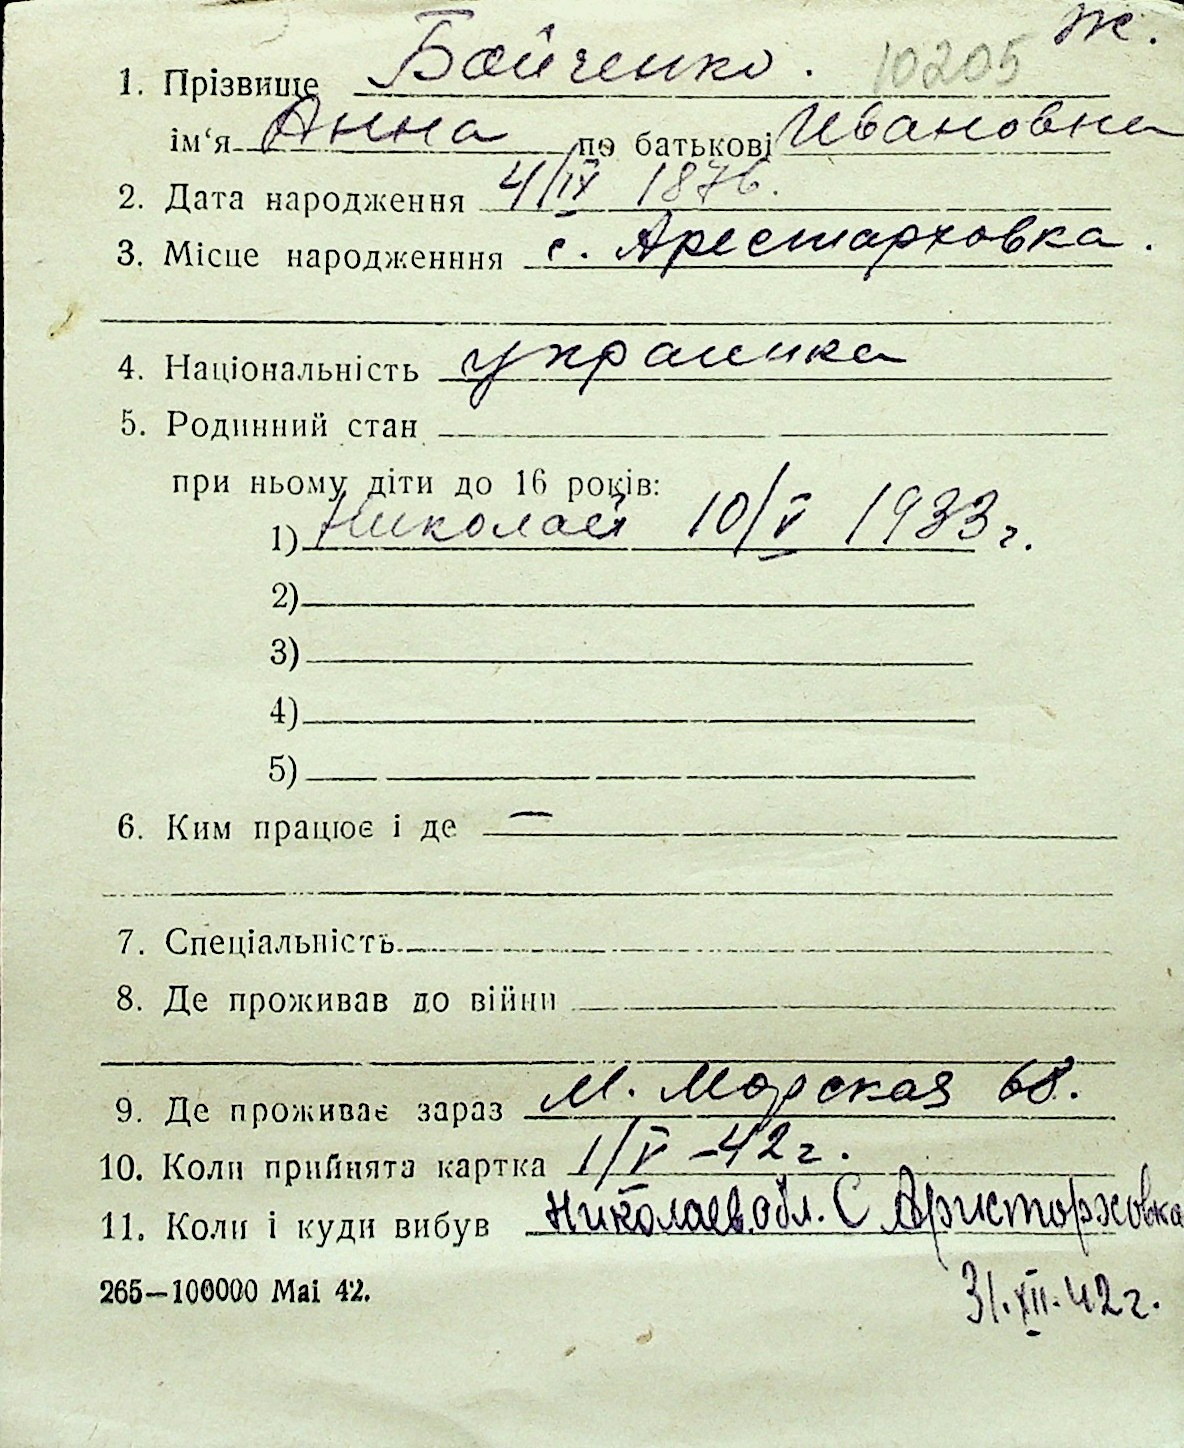 ж.
1. Прізвище Бойченко. 10205
ім‘я Анна по батькові Ивановна
2. Дата народження 4/IX 1876.
3. Місце народженння с. Арестарховка.
4. Національність украинка
5. Родинний стан
при ньому діти до 16 років:
1) Николай 10/V 1933 г.
2)
3)
4)
5)
6. Ким працює і де –
7. Спеціальність
8. Де проживав до війни
9. Де проживає зараз М. Морская 68.
10. Коли прийнята картка 1/V – 42 г.
11. Коли і куди вибув Николаев. обл. С Аристорховка
265—100000 Маі 42.
31.XII.42 г.